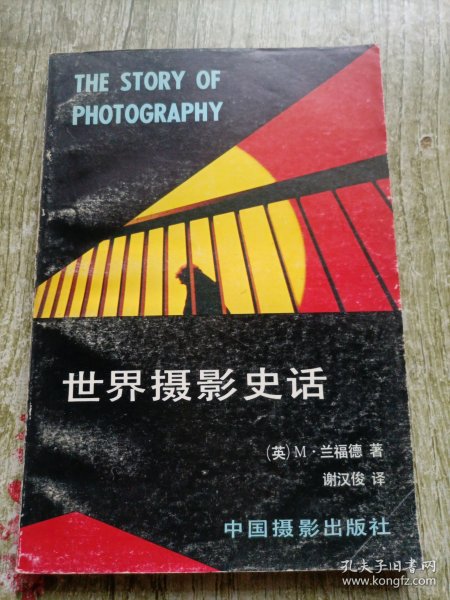 THE STORY OF
PHOTOGRAPHY
世界摄影史话
(英)M·兰福德 著
谢汉俊 译
中国摄影出版社
孔夫子旧书网
www.kongfz.com